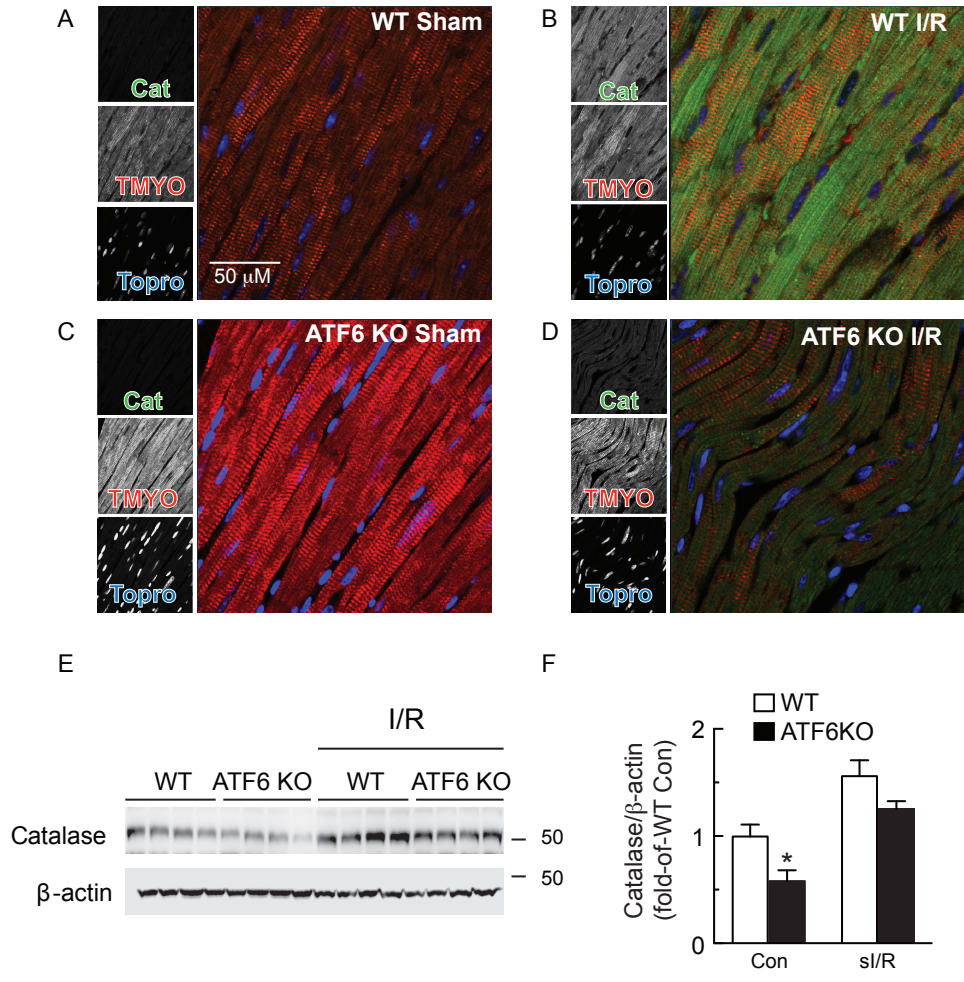 A
WT Sham
Cat
TMYO
Topro
50 µM
B
WT I/R
Cat
TMYO
Topro
C
ATF6 KO Sham
Cat
TMYO
Topro
D
ATF6 KO I/R
Cat
TMYO
Topro
E
I/R
WT ATF6 KO WT ATF6 KO
Catalase
50
50
β-actin
F
WT
ATF6KO
Catalase/β-actin
(fold-of-WT Con)
2
1
0
*
Con sI/R